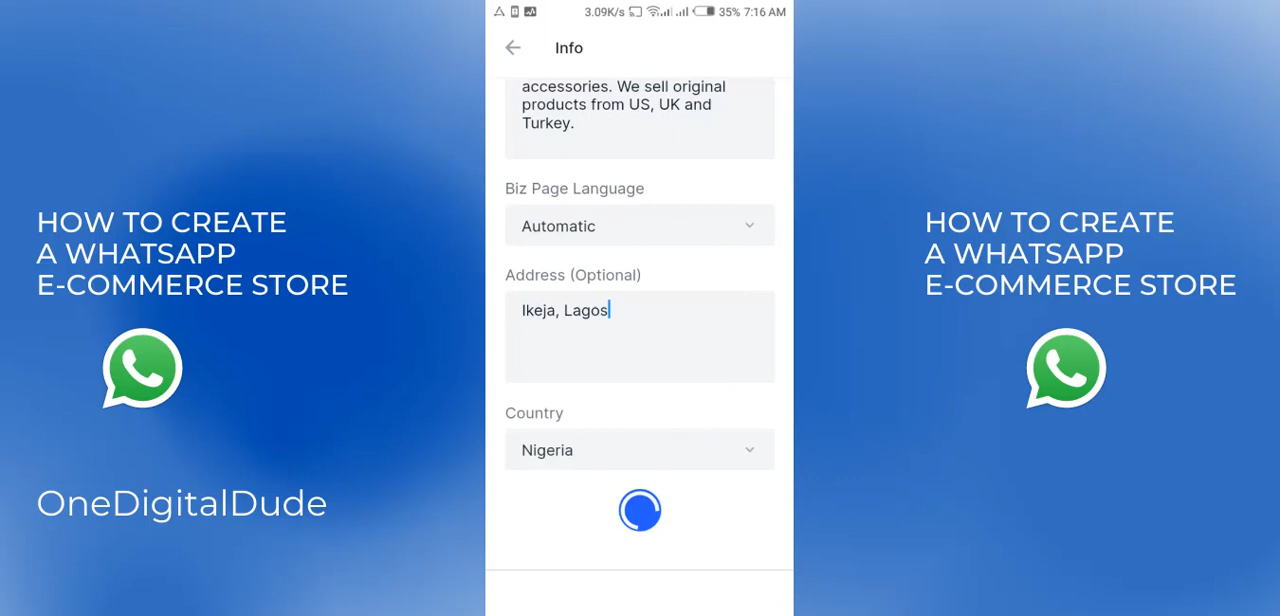 3.09K/s 35% 7:16 AM
Info
accessories. We sell original
products from US, UK and
Turkey.
Biz Page Language
Automatic
Address (Optional)
Ikeja, Lagos
Country
Nigeria
HOW TO CREATE
A WHATSAPP
E-COMMERCE STORE
OneDigitalDude
HOW TO CREATE
A WHATSAPP
E-COMMERCE STORE